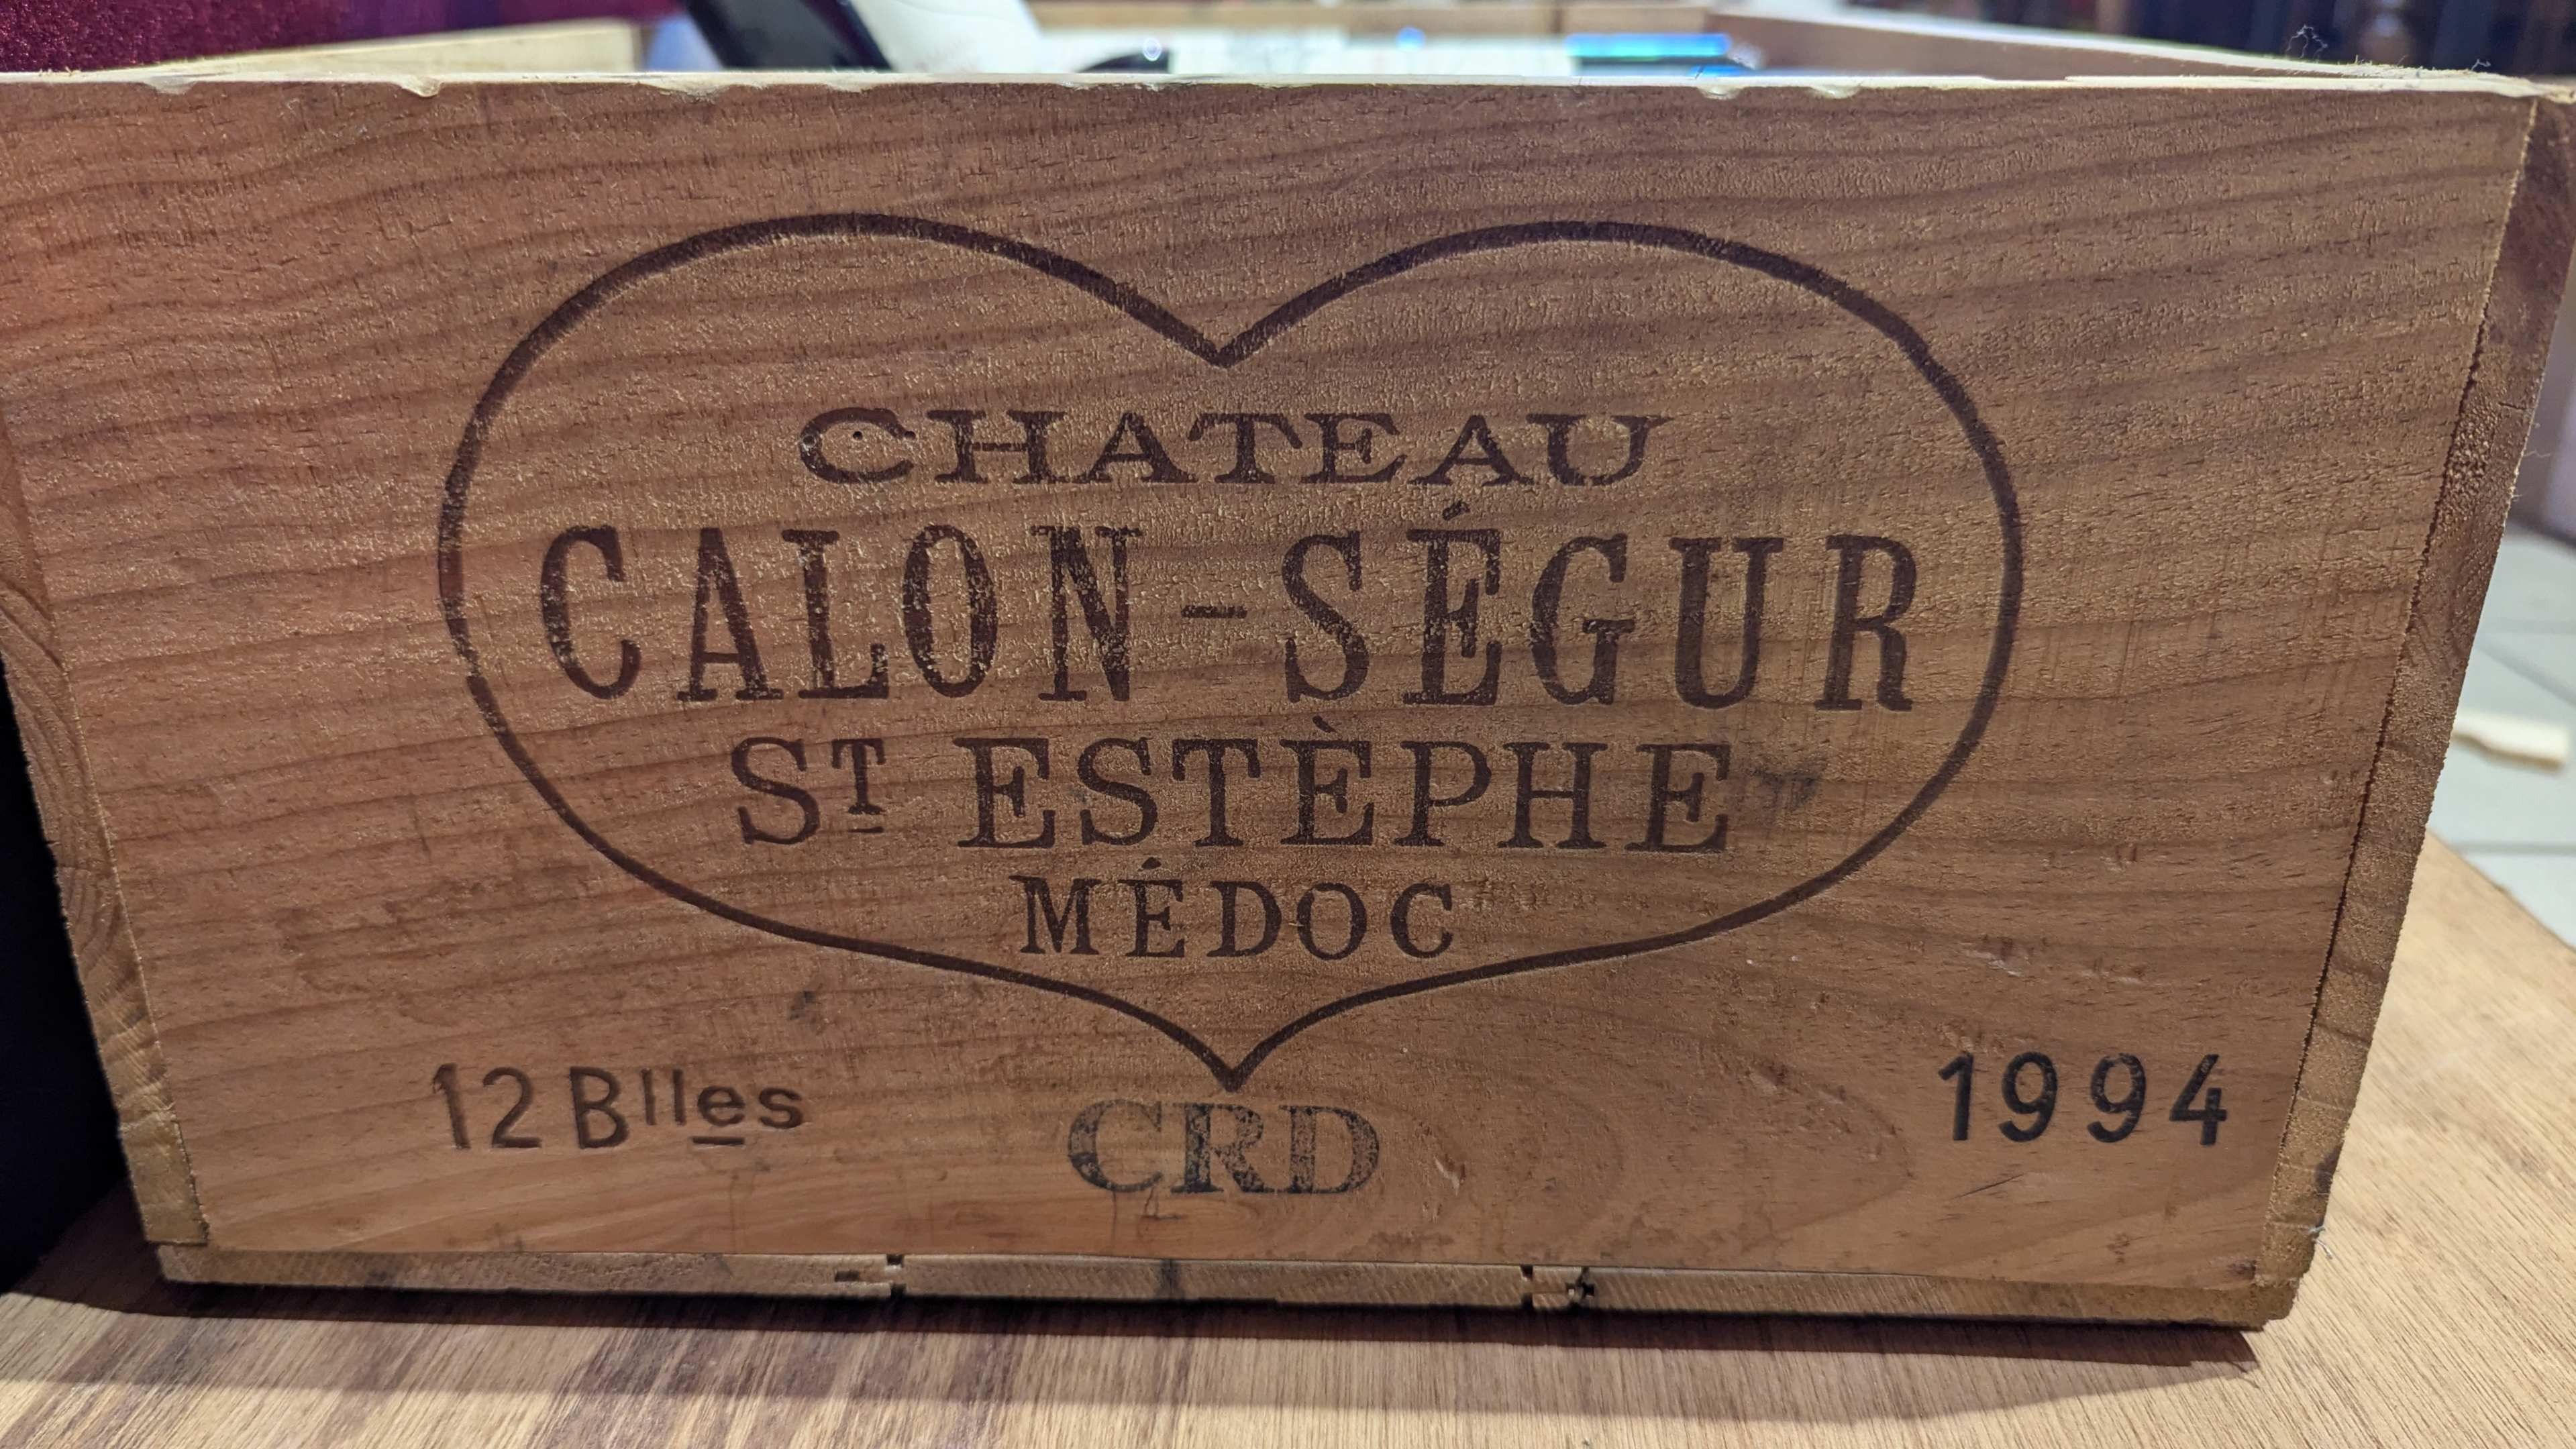 CHATEAU
CALON-SÉGUR
ST ESTÈPHE
MÉDOC
12 Blles
CRD
1994